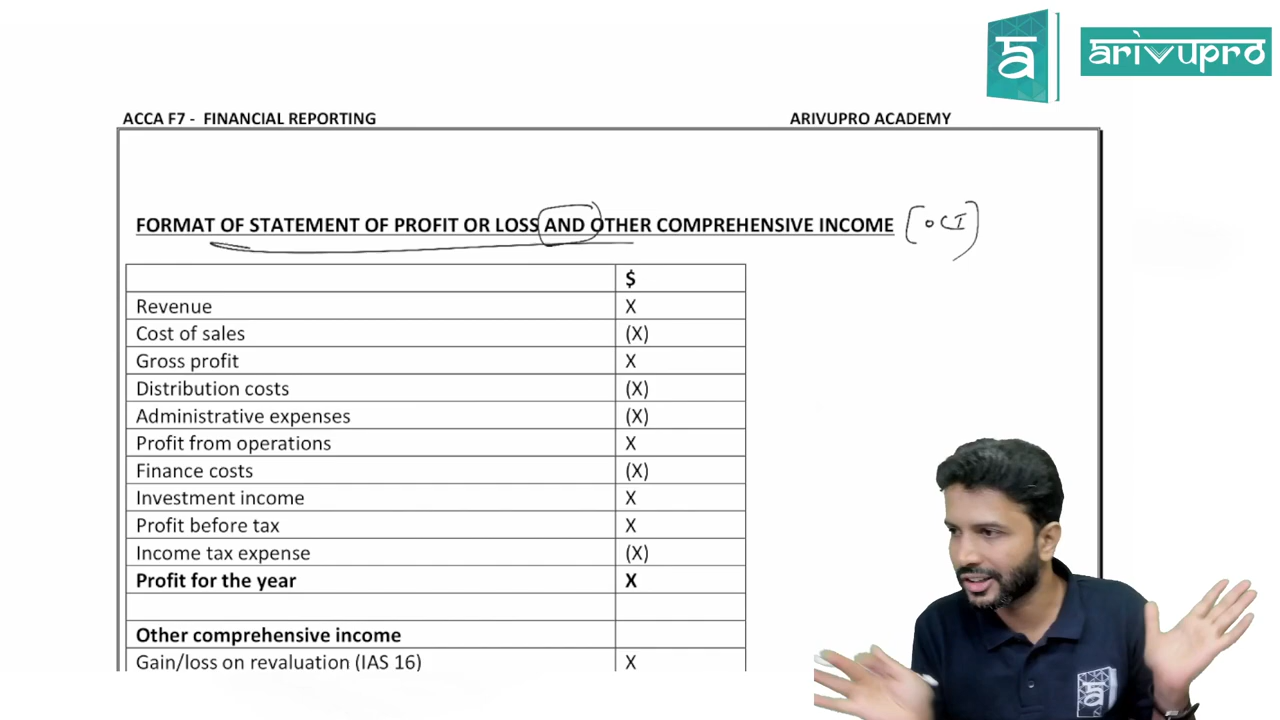 arivupro
ACCA F7 - FINANCIAL REPORTING ARIVUPRO ACADEMY
FORMAT OF STATEMENT OF PROFIT OR LOSS AND OTHER COMPREHENSIVE INCOME [OCI]
$
Revenue X
Cost of sales (X)
Gross profit X
Distribution costs (X)
Administrative expenses (X)
Profit from operations X
Finance costs (X)
Investment income X
Profit before tax X
Income tax expense (X)
Profit for the year X
Other comprehensive income
Gain/loss on revaluation (IAS 16) X